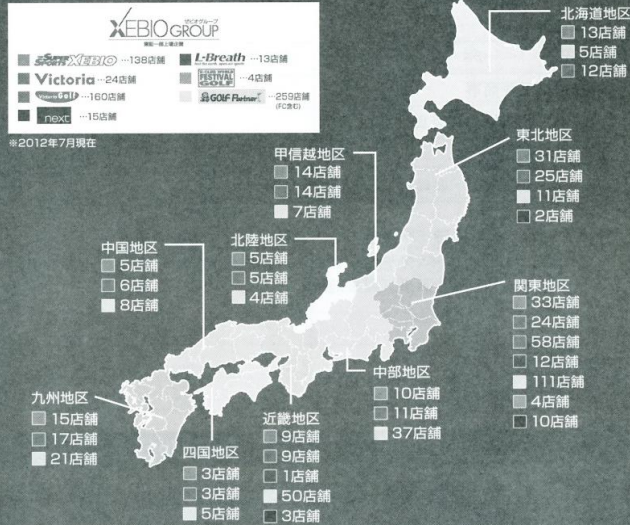 ゼビオグループ
XEBIO GROUP
東証一部上場企業
SUPER SPORTS XEBIO …138店舗
Victoria …24店舗
Victoria Golf …160店舗
next …15店舗
L-Breath …13店舗
FESTIVAL GOLF …4店舗
GOLF Partner …259店舗
(FC含む)
※2012年7月現在
北海道地区
13店舗
5店舗
12店舗
東北地区
31店舗
25店舗
11店舗
2店舗
甲信越地区
14店舗
14店舗
7店舗
北陸地区
5店舗
5店舗
4店舗
中国地区
5店舗
6店舗
8店舗
関東地区
33店舗
24店舗
58店舗
12店舗
111店舗
4店舗
10店舗
中部地区
10店舗
11店舗
37店舗
九州地区
15店舗
17店舗
21店舗
四国地区
3店舗
3店舗
5店舗
近畿地区
9店舗
9店舗
1店舗
50店舗
3店舗